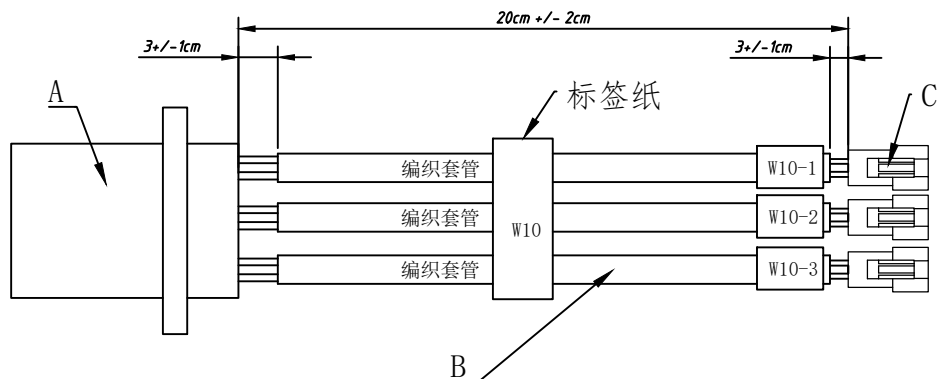 20cm +/- 2cm
3+/-1cm
3+/-1cm
A
标签纸
C
编织套管
W10-1
编织套管
W10-2
W10
编织套管
W10-3
B